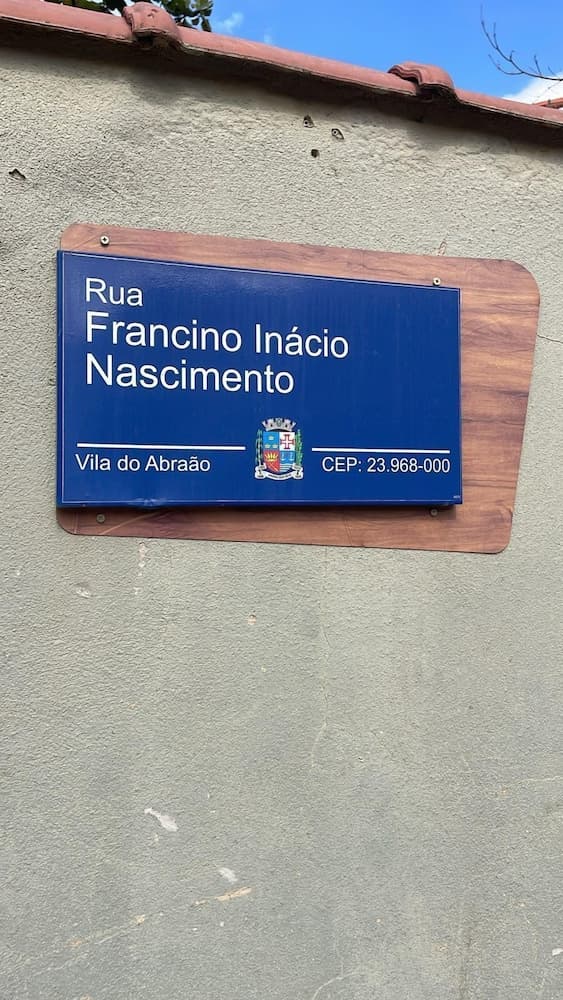 Rua
Francino Inácio
Nascimento
Vila do Abraão
CEP: 23.968-000